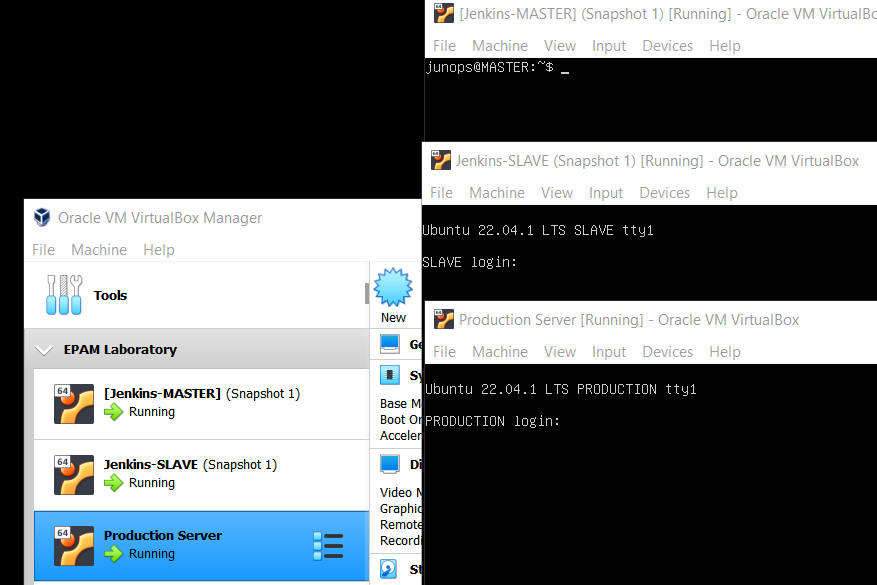 [Jenkins-MASTER] (Snapshot 1) [Running] - Oracle VM VirtualBo
File Machine View Input Devices Help
junops@MASTER:~$ _
Jenkins-SLAVE (Snapshot 1) [Running] - Oracle VM VirtualBox
File Machine View Input Devices Help
Ubuntu 22.04.1 LTS SLAVE tty1
SLAVE login:
Production Server [Running] - Oracle VM VirtualBox
File Machine View Input Devices Help
Ubuntu 22.04.1 LTS PRODUCTION tty1
PRODUCTION login:
Oracle VM VirtualBox Manager
File Machine Help
Tools
New
EPAM Laboratory
64
[Jenkins-MASTER] (Snapshot 1)
Running
64
Jenkins-SLAVE (Snapshot 1)
Running
64
Production Server
Running
Ge
Sy
Base M
Boot Or
Acceler
Di
Video M
Graphic
Remote
Recordi
St